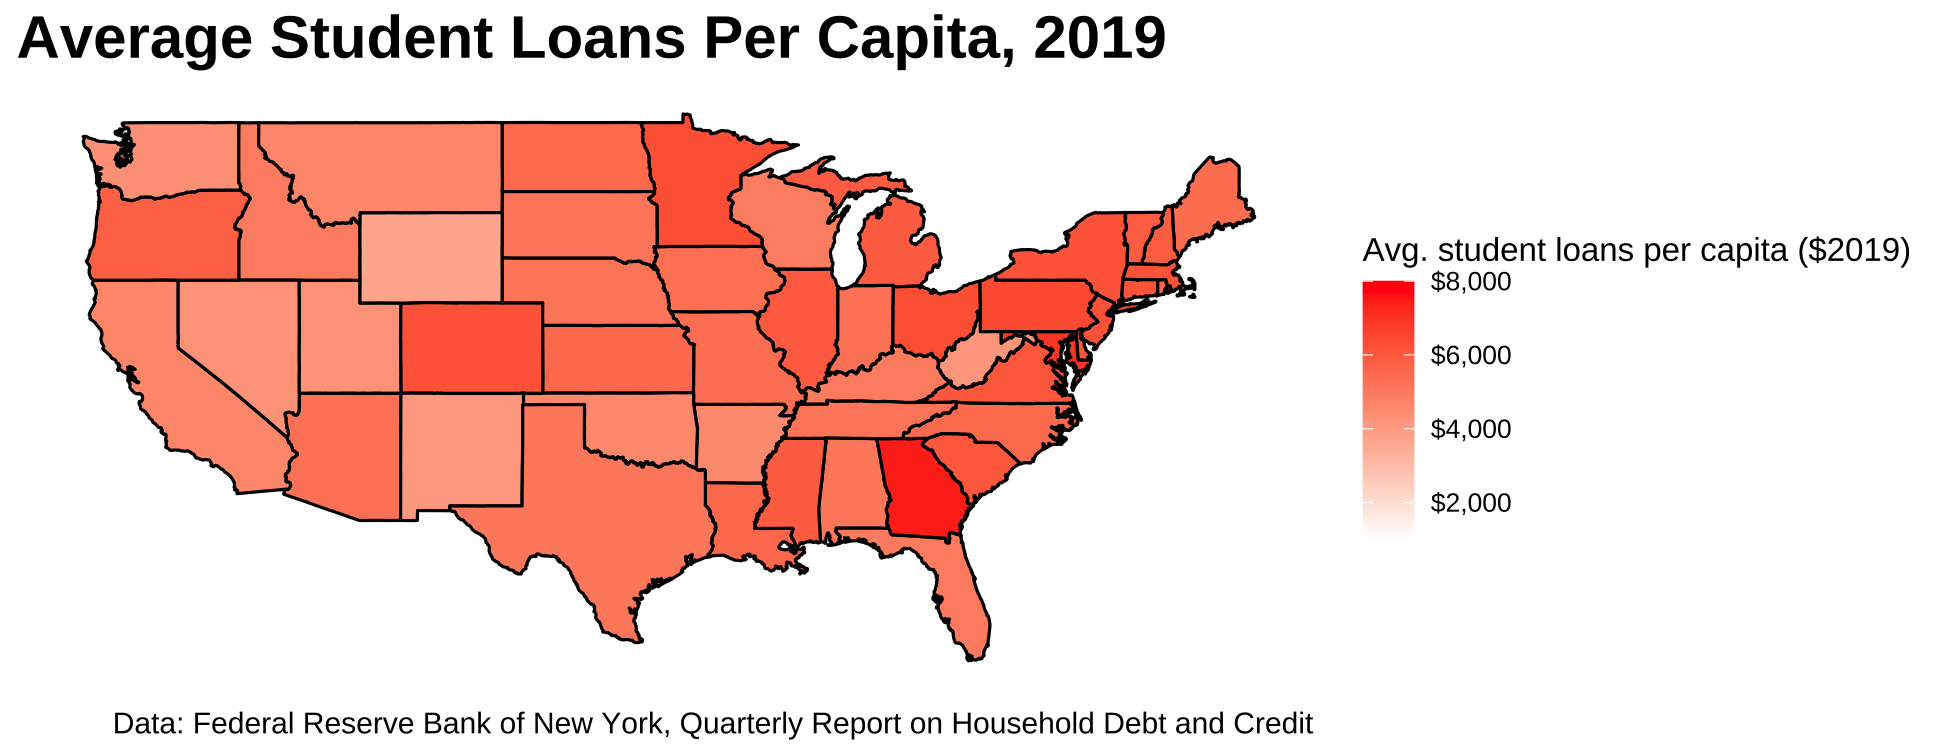 Average Student Loans Per Capita, 2019
Avg. student loans per capita ($2019)
$8,000
$6,000
$4,000
$2,000
Data: Federal Reserve Bank of New York, Quarterly Report on Household Debt and Credit